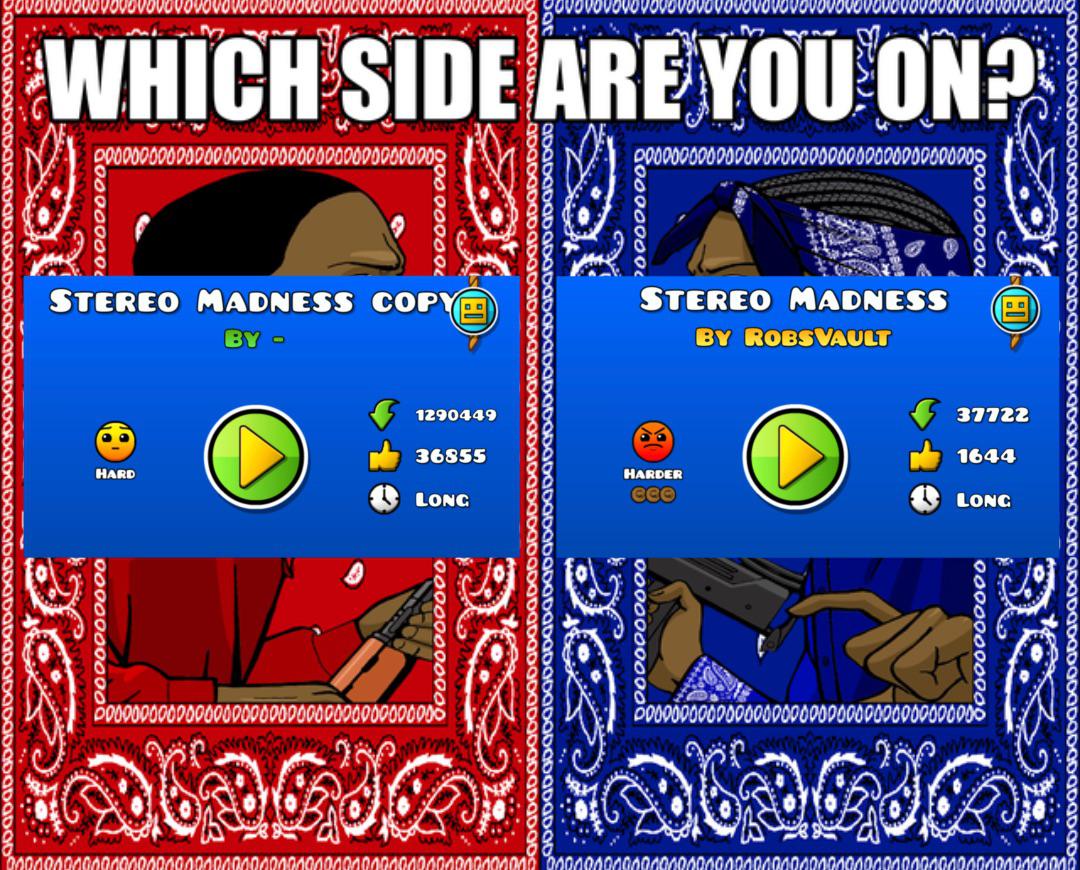 WHICH SIDE ARE YOU ON?
Stereo Madness copy
By -
1290449
36855
Hard
Long
Stereo Madness
By RobsVault
37722
1644
Harder
Long